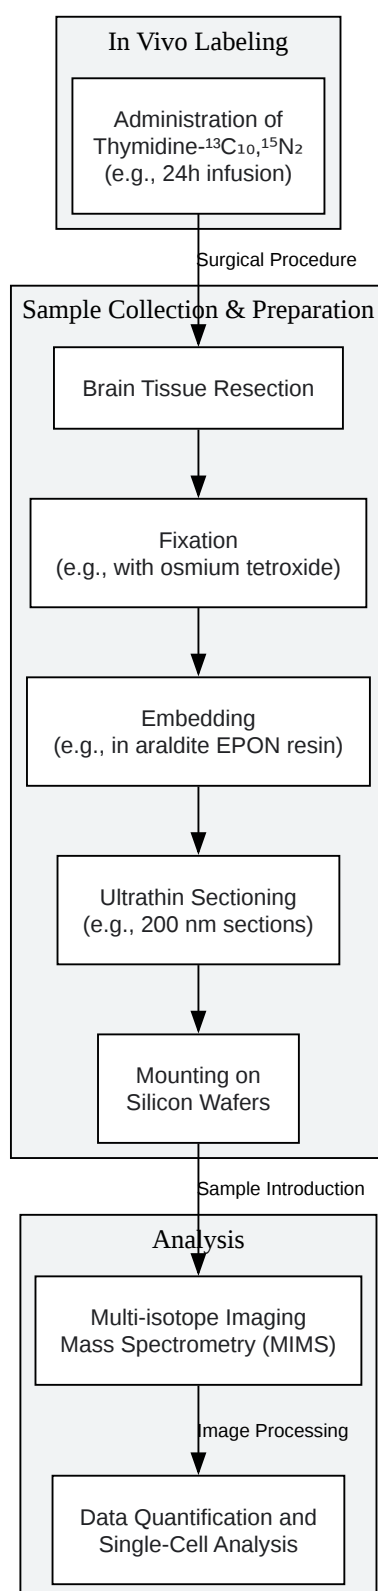 In Vivo Labeling
Administration of
Thymidine-¹³C₁₀,¹⁵N₂
(e.g., 24h infusion)
Surgical Procedure
Sample Collection & Preparation
Brain Tissue Resection
Fixation
(e.g., with osmium tetroxide)
Embedding
(e.g., in araldite EPON resin)
Ultrathin Sectioning
(e.g., 200 nm sections)
Mounting on
Silicon Wafers
Sample Introduction
Analysis
Multi-isotope Imaging
Mass Spectrometry (MIMS)
Image Processing
Data Quantification and
Single-Cell Analysis